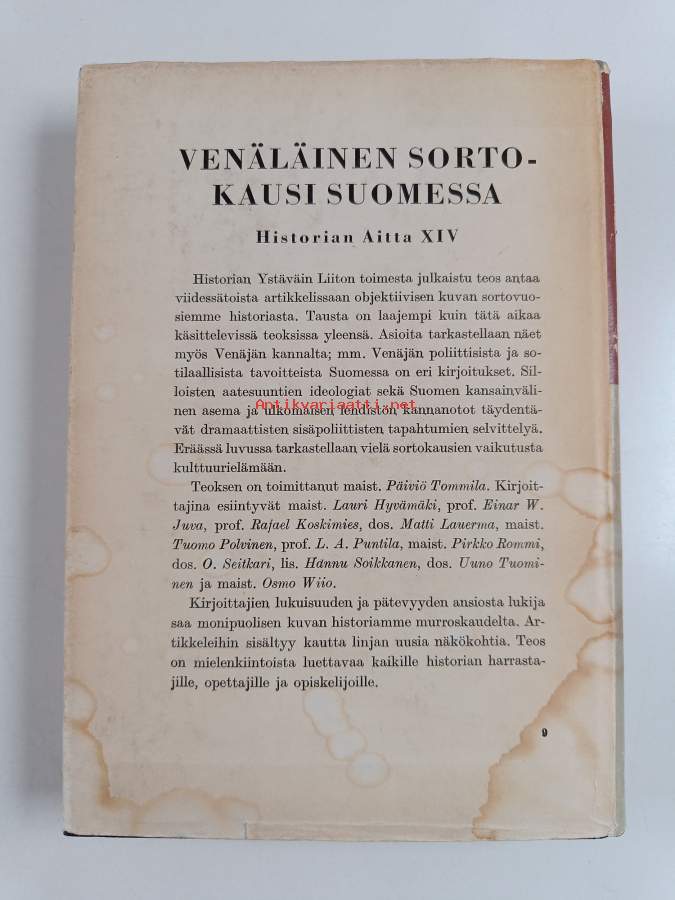 VENÄLÄINEN SORTO-
KAUSI SUOMESSA
Historian Aitta XIV
Historian Ystäväin Liiton toimesta julkaistu teos antaa
viidessätoista artikkelissaan objektiivisen kuvan sortovuo-
siemme historiasta. Tausta on laajempi kuin tätä aikaa
käsittelevissä teoksissa yleensä. Asioita tarkastellaan näet
myös Venäjän kannalta; mm. Venäjän poliittisista ja so-
tilaallisista tavoitteista Suomessa on eri kirjoitukset. Sil-
loisten aatesuuntien ideologiat sekä Suomen kansainväli-
Antikvariaatti.net
nen asema ja ulkomaisen lehdistön kannanotot täydentä-
vät dramaattisten sisäpoliittisten tapahtumien selvittelyä.
Eräässä luvussa tarkastellaan vielä sortokausien vaikutusta
kulttuurielämään.
Teoksen on toimittanut maist. Päiviö Tommila. Kirjoit-
tajina esiintyvät maist. Lauri Hyvämäki, prof. Einar W.
Juva, prof. Rafael Koskimies, dos. Matti Lauerma, maist.
Tuomo Polvinen, prof. L. A. Puntila, maist. Pirkko Rommi,
dos. O. Seitkari, lis. Hannu Soikkanen, dos. Uuno Tuomi-
nen ja maist. Osmo Wiio.
Kirjoittajien lukuisuuden ja pätevyyden ansiosta lukija
saa monipuolisen kuvan historiamme murroskaudelta. Ar-
tikkeleihin sisältyy kautta linjan uusia näkökohtia. Teos
on mielenkiintoista luettavaa kaikille historian harrasta-
jille, opettajille ja opiskelijoille.
9